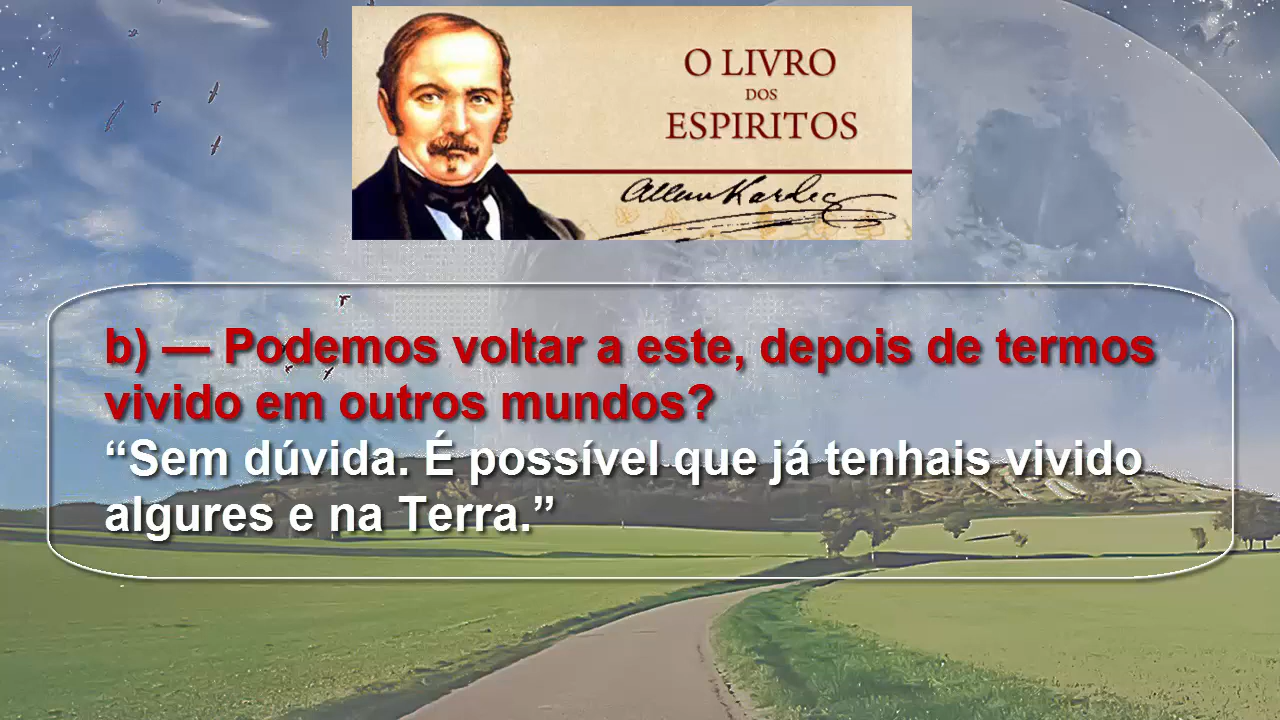 O LIVRO
DOS
ESPIRITOS
Allan Kardec
b) — Podemos voltar a este, depois de termos
vivido em outros mundos?
“Sem dúvida. É possível que já tenhais vivido
algures e na Terra.”